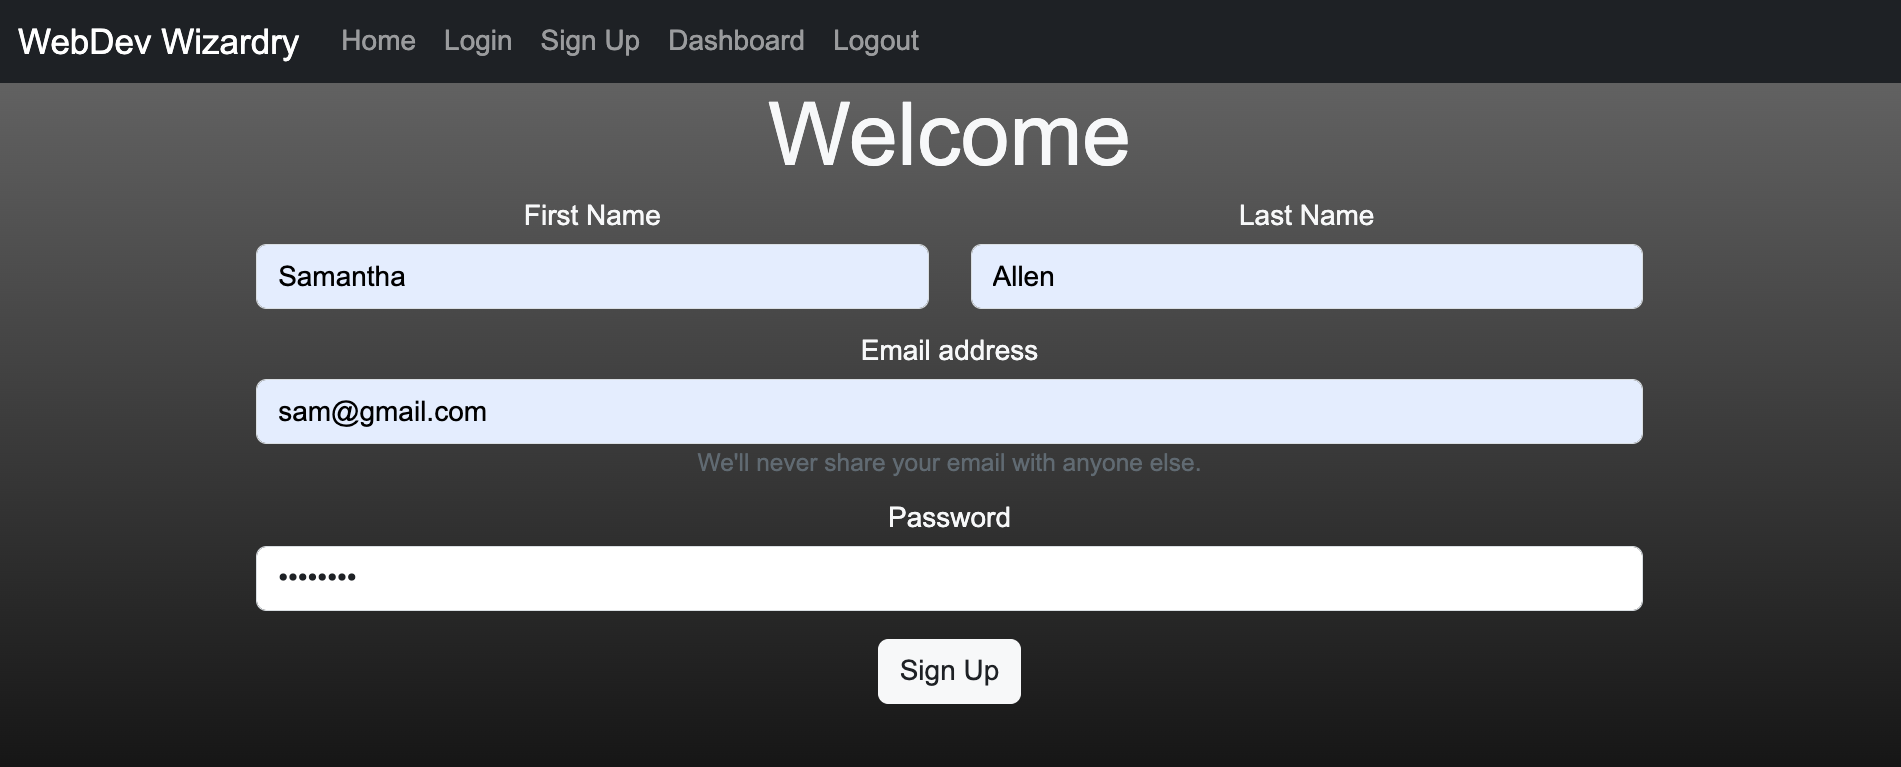 WebDev Wizardry Home Login Sign Up Dashboard Logout
Welcome
First Name Last Name
Samantha Allen
Email address
sam@gmail.com
We'll never share your email with anyone else.
Password
••••••••
Sign Up